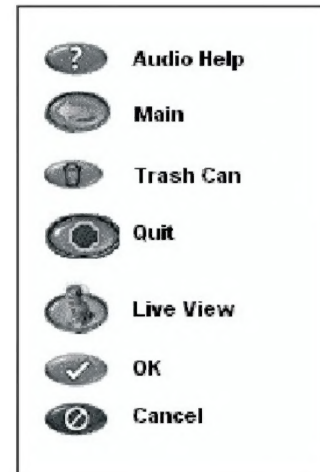 ? Audio Help
Main
Trash Can
Quit
Live View
OK
Cancel